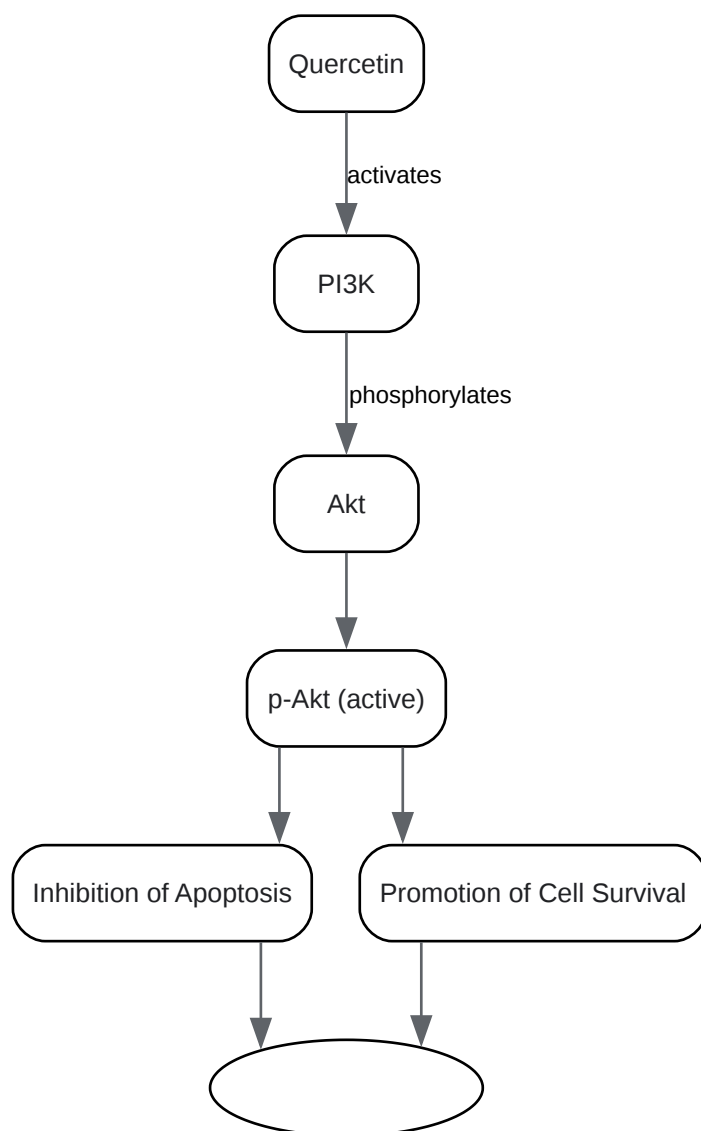 Quercetin
activates
PI3K
phosphorylates
Akt
p-Akt (active)
Inhibition of Apoptosis
Promotion of Cell Survival